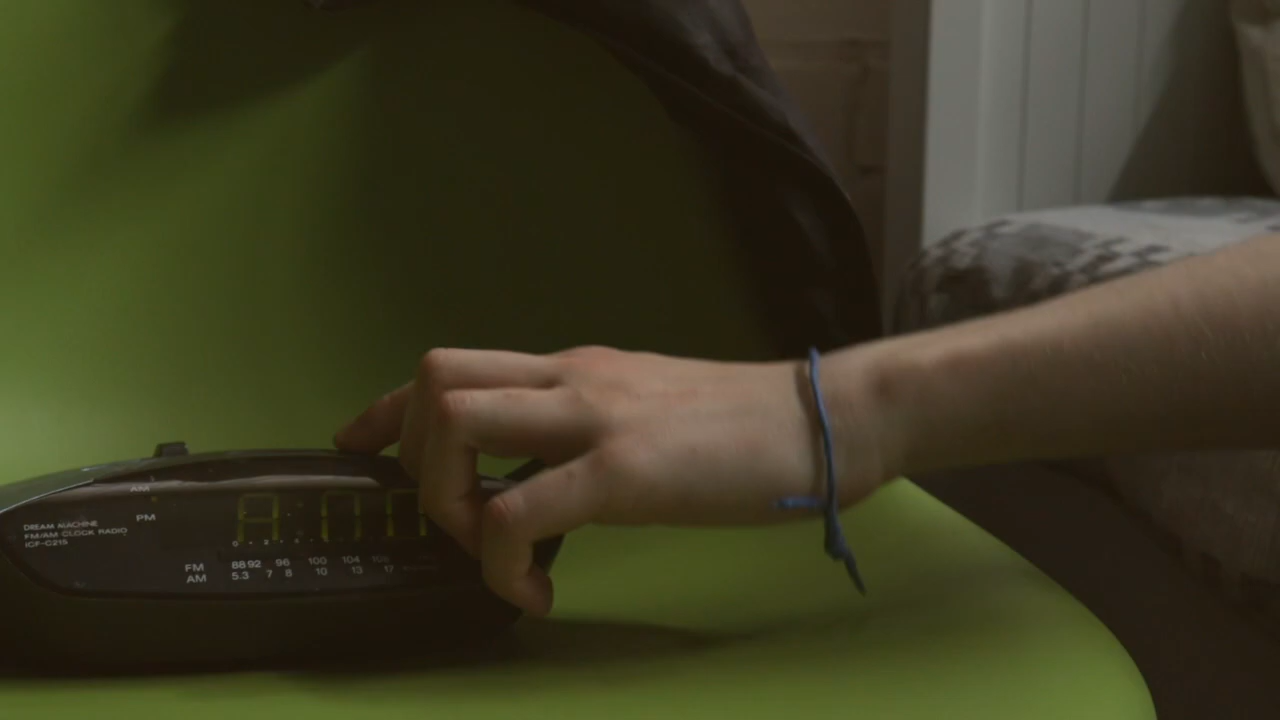 AM
PM
DREAM MACHINE
FM/AM CLOCK RADIO
ICF-C215
FM 88 92 96 100 104 108
AM 5.3 7 8 10 13 17